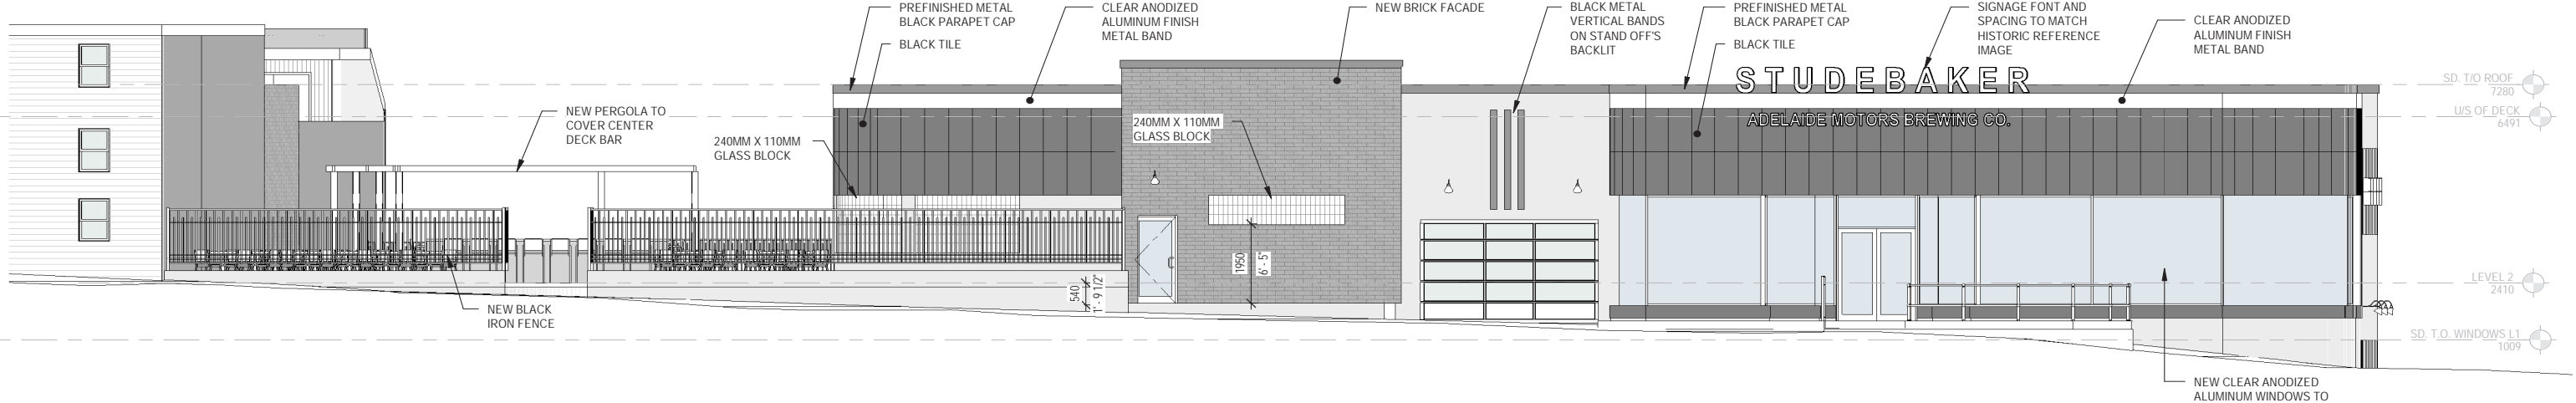 PREFINISHED METAL
BLACK PARAPET CAP
BLACK TILE
CLEAR ANODIZED
ALUMINUM FINISH
METAL BAND
NEW BRICK FACADE
BLACK METAL
VERTICAL BANDS
ON STAND OFF'S
BACKLIT
PREFINISHED METAL
BLACK PARAPET CAP
BLACK TILE
SIGNAGE FONT AND
SPACING TO MATCH
HISTORIC REFERENCE
IMAGE
CLEAR ANODIZED
ALUMINUM FINISH
METAL BAND
STUDEBAKER
ADELAIDE MOTORS BREWING CO.
SD. T/O ROOF
7280
U/S OF DECK
6491
NEW PERGOLA TO
COVER CENTER
DECK BAR
240MM X 110MM
GLASS BLOCK
240MM X 110MM
GLASS BLOCK
1950
6' - 5"
540
1' - 9 1/2"
LEVEL 2
2410
NEW BLACK
IRON FENCE
SD. T.O. WINDOWS L1
1009
NEW CLEAR ANODIZED
ALUMINUM WINDOWS TO